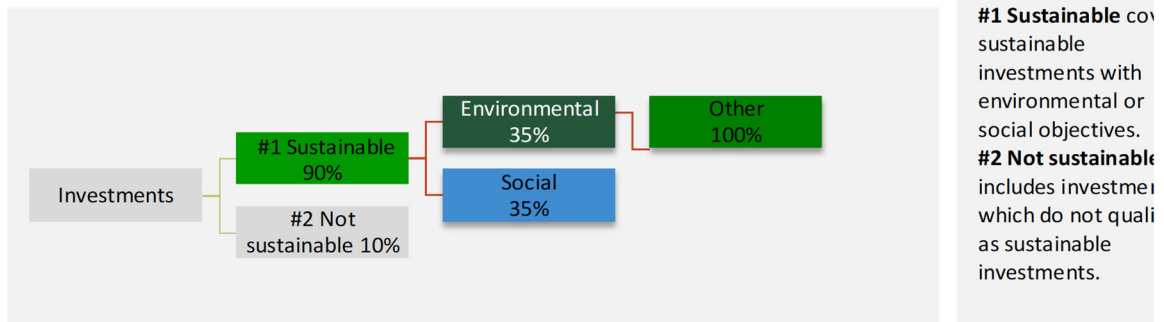 Investments
#1 Sustainable
90%
#2 Not
sustainable 10%
Environmental
35%
Social
35%
Other
100%
#1 Sustainable
sustainable
investments with
environmental or
social objectives.
#2 Not sustainable
includes
which do not
as sustainable
investments.